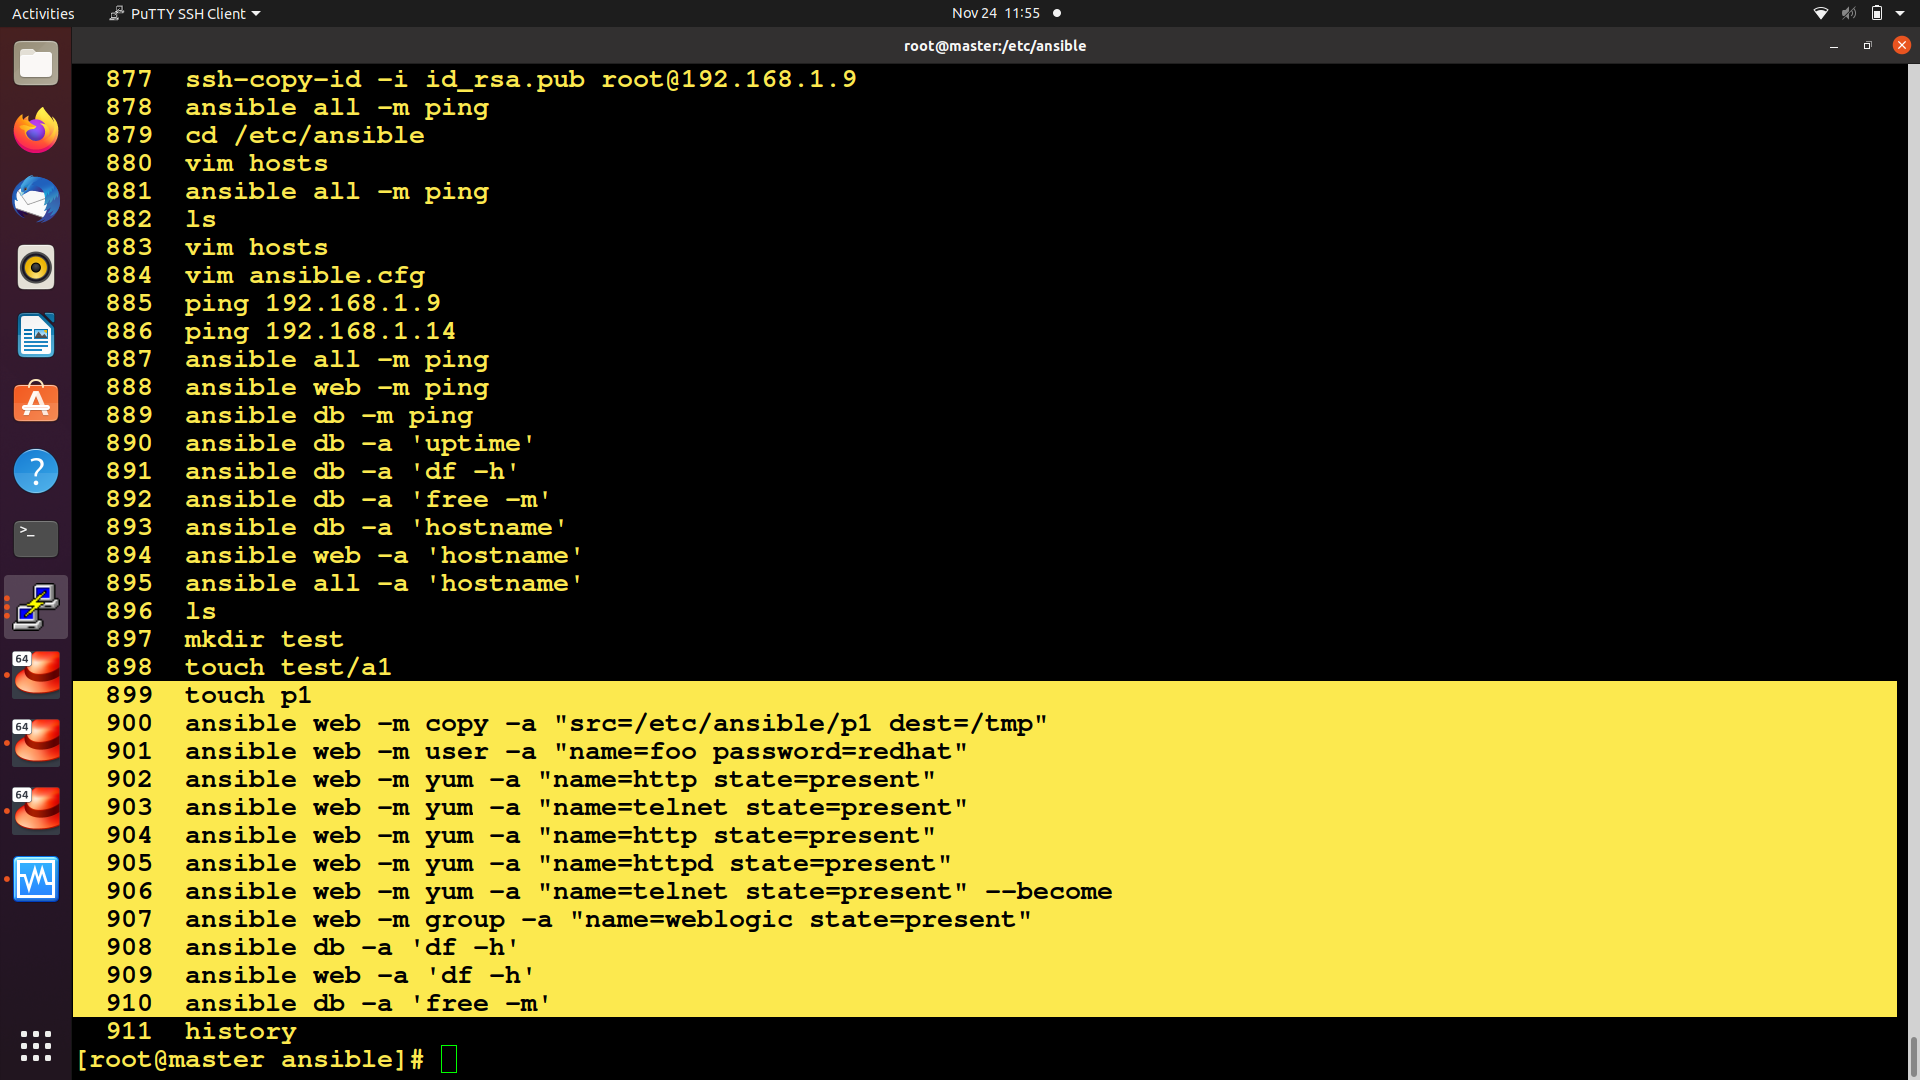 Activities PuTTY SSH Client Nov 24 11:55
root@master:/etc/ansible
877 ssh-copy-id -i id_rsa.pub root@192.168.1.9
878 ansible all -m ping
879 cd /etc/ansible
880 vim hosts
881 ansible all -m ping
882 ls
883 vim hosts
884 vim ansible.cfg
885 ping 192.168.1.9
886 ping 192.168.1.14
887 ansible all -m ping
888 ansible web -m ping
889 ansible db -m ping
890 ansible db -a 'uptime'
891 ansible db -a 'df -h'
892 ansible db -a 'free -m'
893 ansible db -a 'hostname'
894 ansible web -a 'hostname'
895 ansible all -a 'hostname'
896 ls
897 mkdir test
898 touch test/a1
899 touch p1
900 ansible web -m copy -a "src=/etc/ansible/p1 dest=/tmp"
901 ansible web -m user -a "name=foo password=redhat"
902 ansible web -m yum -a "name=http state=present"
903 ansible web -m yum -a "name=telnet state=present"
904 ansible web -m yum -a "name=http state=present"
905 ansible web -m yum -a "name=httpd state=present"
906 ansible web -m yum -a "name=telnet state=present" --become
907 ansible web -m group -a "name=weblogic state=present"
908 ansible db -a 'df -h'
909 ansible web -a 'df -h'
910 ansible db -a 'free -m'
911 history
[root@master ansible]#
?
>_
64
64
64